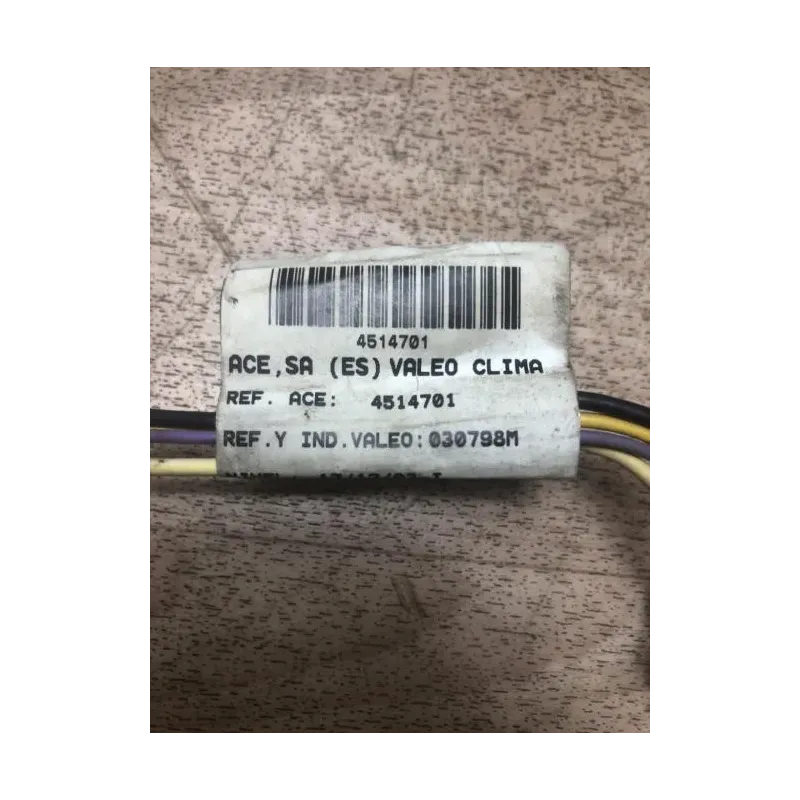 4514701
ACE,SA (ES) VALEO CLIMA
REF. ACE: 4514701
REF.Y IND.VALEO:030798M